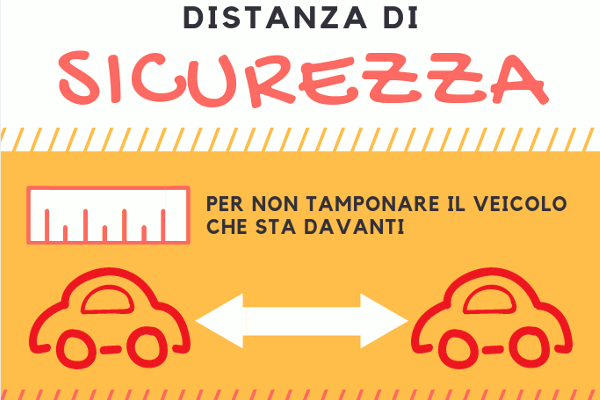 DISTANZA DI
SICUREZZA
PER NON TAMPONARE IL VEICOLO
CHE STA DAVANTI